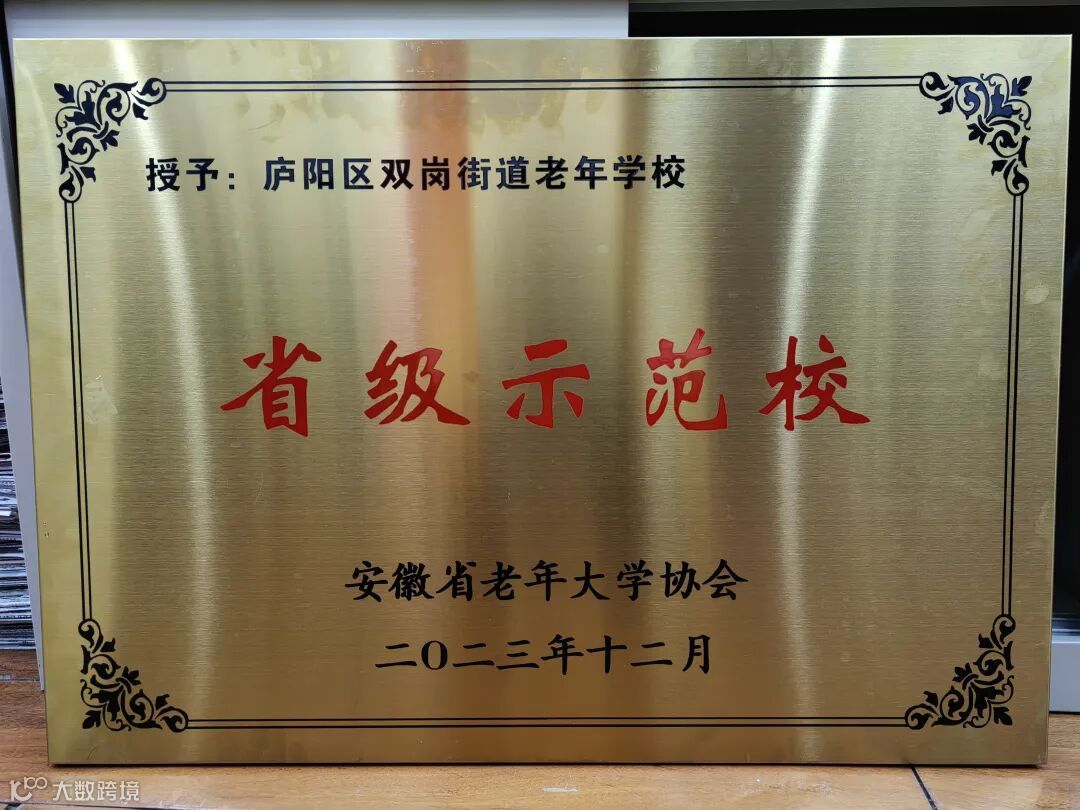 授予：庐阳区双岗街道老年学校
省级示范校
安徽省老年大学协会
二〇二三年十二月
大数跨境